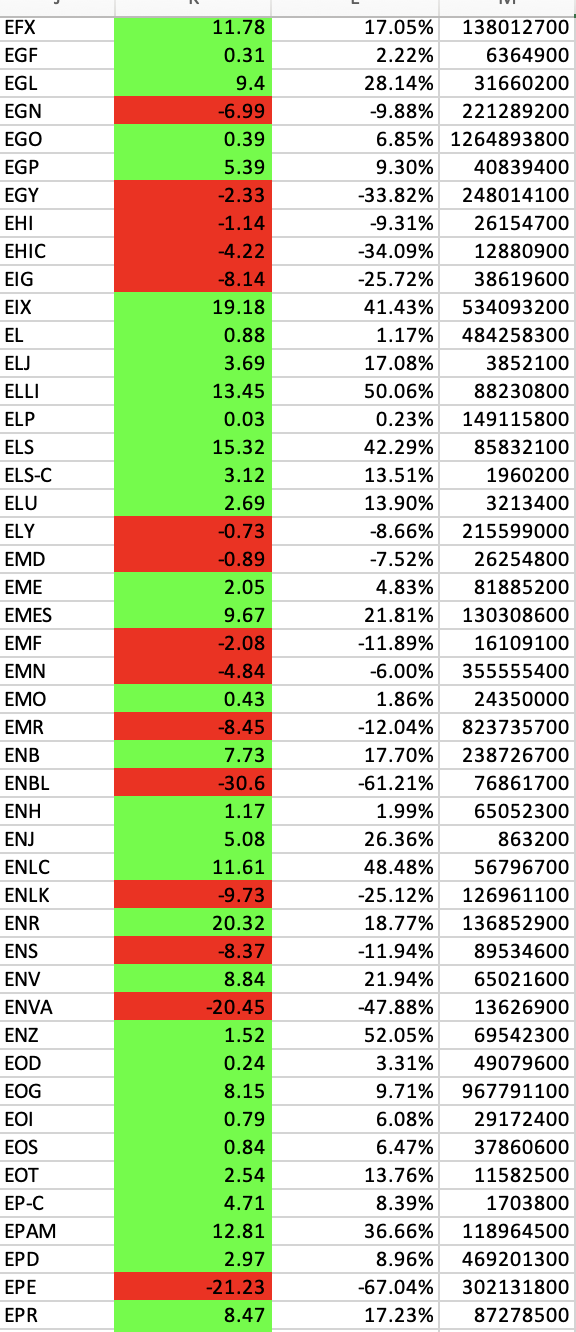 EFX 11.78 17.05% 138012700
EGF 0.31 2.22% 6364900
EGL 9.4 28.14% 31660200
EGN -6.99 -9.88% 221289200
EGO 0.39 6.85% 1264893800
EGP 5.39 9.30% 40839400
EGY -2.33 -33.82% 248014100
EHI -1.14 -9.31% 26154700
EHIC -4.22 -34.09% 12880900
EIG -8.14 -25.72% 38619600
EIX 19.18 41.43% 534093200
EL 0.88 1.17% 484258300
ELJ 3.69 17.08% 3852100
ELLI 13.45 50.06% 88230800
ELP 0.03 0.23% 149115800
ELS 15.32 42.29% 85832100
ELS-C 3.12 13.51% 1960200
ELU 2.69 13.90% 3213400
ELY -0.73 -8.66% 215599000
EMD -0.89 -7.52% 26254800
EME 2.05 4.83% 81885200
EMES 9.67 21.81% 130308600
EMF -2.08 -11.89% 16109100
EMN -4.84 -6.00% 355555400
EMO 0.43 1.86% 24350000
EMR -8.45 -12.04% 823735700
ENB 7.73 17.70% 238726700
ENBL -30.6 -61.21% 76861700
ENH 1.17 1.99% 65052300
ENJ 5.08 26.36% 863200
ENLC 11.61 48.48% 56796700
ENLK -9.73 -25.12% 126961100
ENR 20.32 18.77% 136852900
ENS -8.37 -11.94% 89534600
ENV 8.84 21.94% 65021600
ENVA -20.45 -47.88% 13626900
ENZ 1.52 52.05% 69542300
EOD 0.24 3.31% 49079600
EOG 8.15 9.71% 967791100
EOI 0.79 6.08% 29172400
EOS 0.84 6.47% 37860600
EOT 2.54 13.76% 11582500
EP-C 4.71 8.39% 1703800
EPAM 12.81 36.66% 118964500
EPD 2.97 8.96% 469201300
EPE -21.23 -67.04% 302131800
EPR 8.47 17.23% 87278500